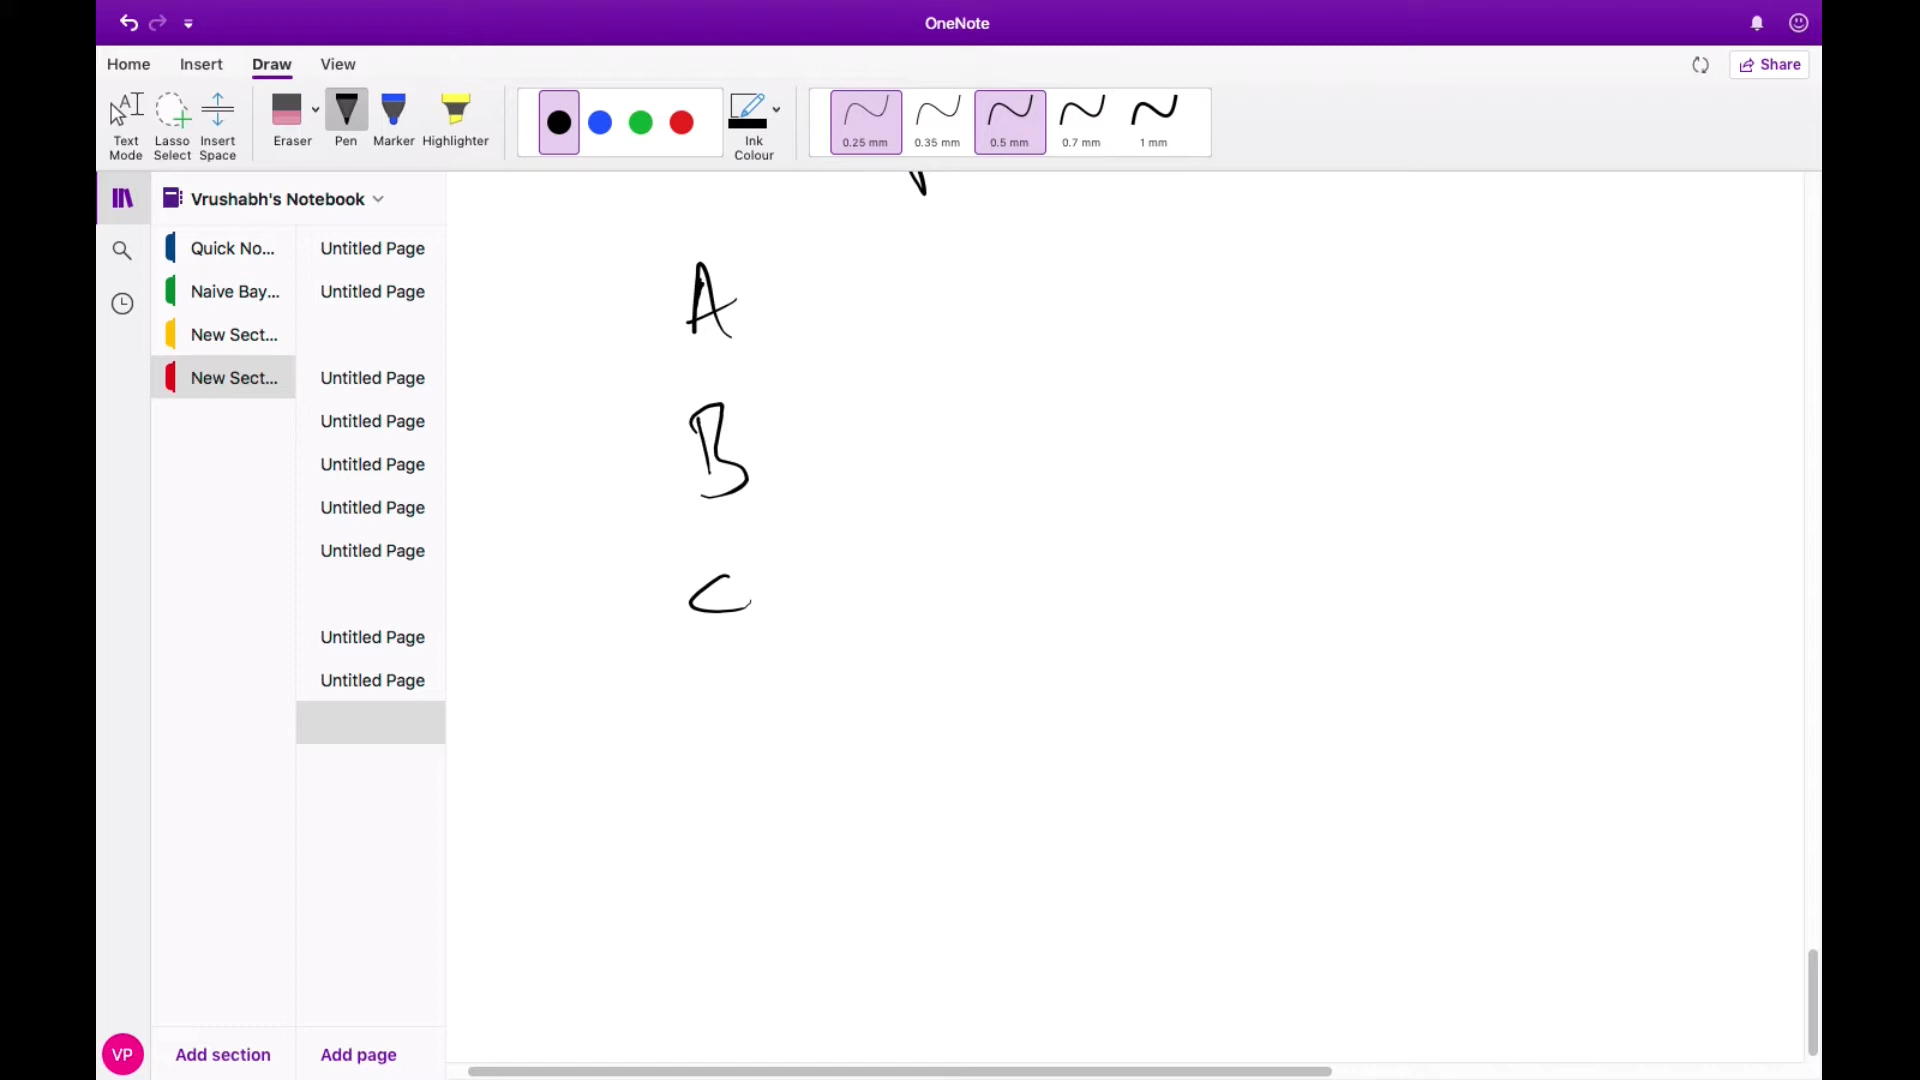 OneNote
Home Insert Draw View
Share
Text Mode
Lasso Select
Insert Space
Eraser
Pen
Marker
Highlighter
Ink Colour
0.25 mm
0.35 mm
0.5 mm
0.7 mm
1 mm
Vrushabh's Notebook
Quick No...
Naive Bay...
New Sect...
New Sect...
Untitled Page
Untitled Page
Untitled Page
Untitled Page
Untitled Page
Untitled Page
Untitled Page
Untitled Page
Untitled Page
A
B
C
VP
Add section
Add page